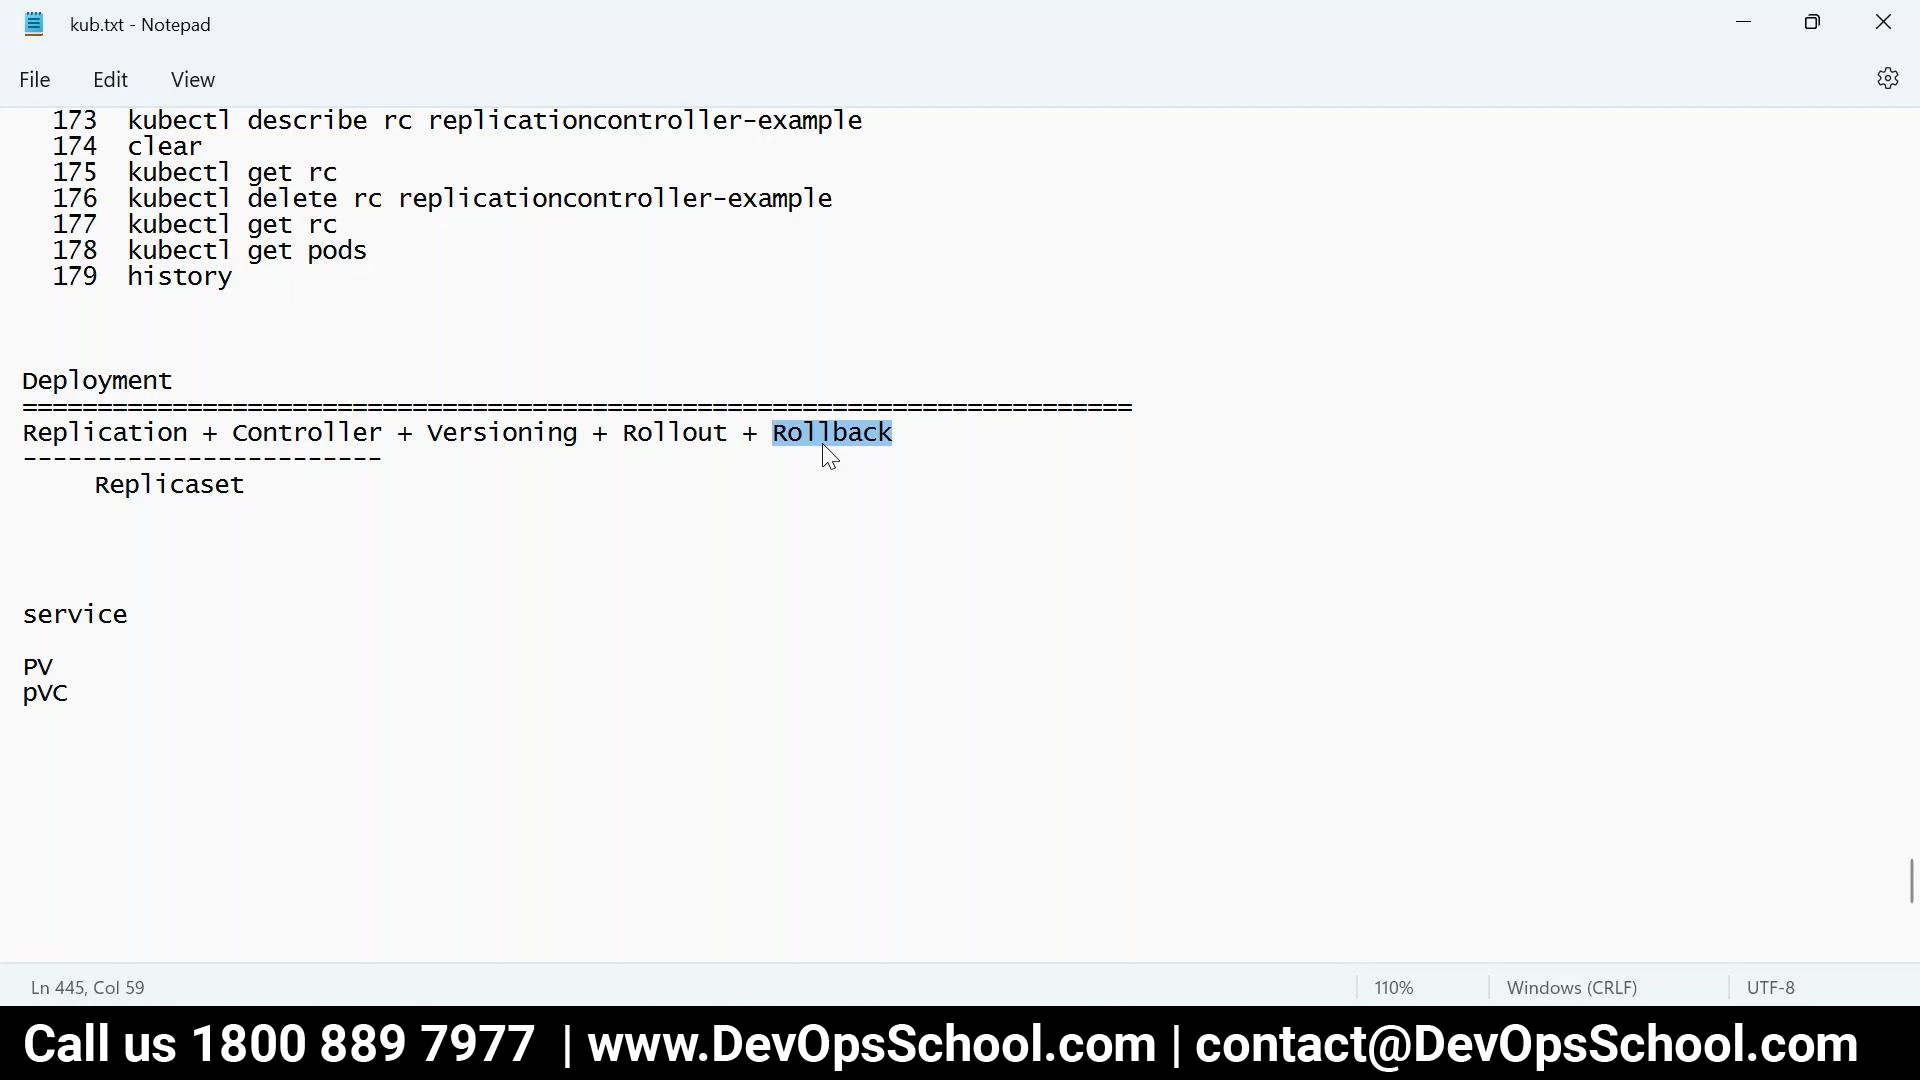 kub.txt - Notepad
File Edit View
173 kubectl describe rc replicationcontroller-example
174 clear
175 kubectl get rc
176 kubectl delete rc replicationcontroller-example
177 kubectl get rc
178 kubectl get pods
179 history
Deployment
==========================================================================
Replication + Controller + Versioning + Rollout + Rollback
------------------------
Replicaset
service
PV
pVC
Ln 445, Col 59 110% Windows (CRLF) UTF-8
Call us 1800 889 7977 | www.DevOpsSchool.com | contact@DevOpsSchool.com